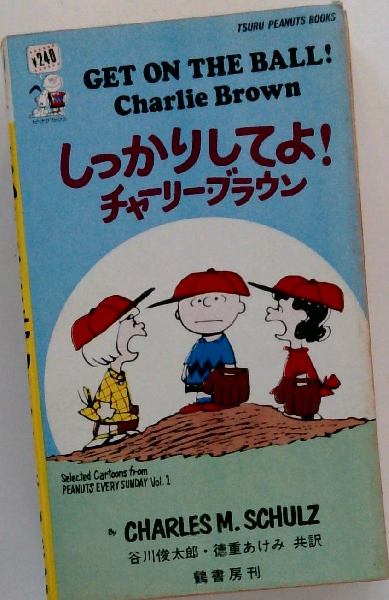 TSURU PEANUTS BOOKS
¥240
GET ON THE BALL!
Charlie Brown
しっかりしてよ!
チャーリー・ブラウン
Selected Cartoons from
PEANUTS EVERY SUNDAY Vol. 1
By CHARLES M. SCHULZ
谷川俊太郎・徳重あけみ 共訳
鶴書房刊